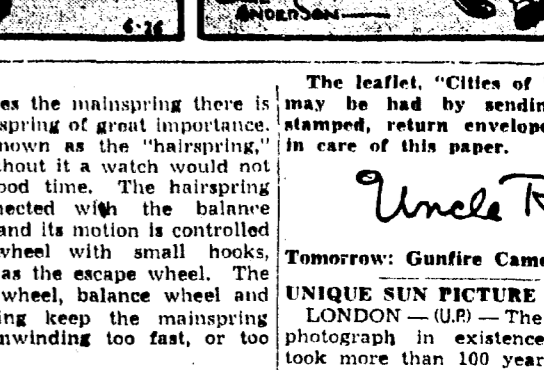 6-26
ANDERSON
es the mainspring there is
spring of great importance.
nown as the "hairspring,"
thout it a watch would not
ood time. The hairspring
nected with the balance
and its motion is controlled
wheel with small hooks,
as the escape wheel. The
wheel, balance wheel and
ing keep the mainspring
nwinding too fast, or too
The leaflet, "Cities of
may be had by sendin
stamped, return envelope
in care of this paper.
Uncle R
Tomorrow: Gunfire Came
UNIQUE SUN PICTURE
LONDON — (U.P.) — The
photograph in existence
took more than 100 year